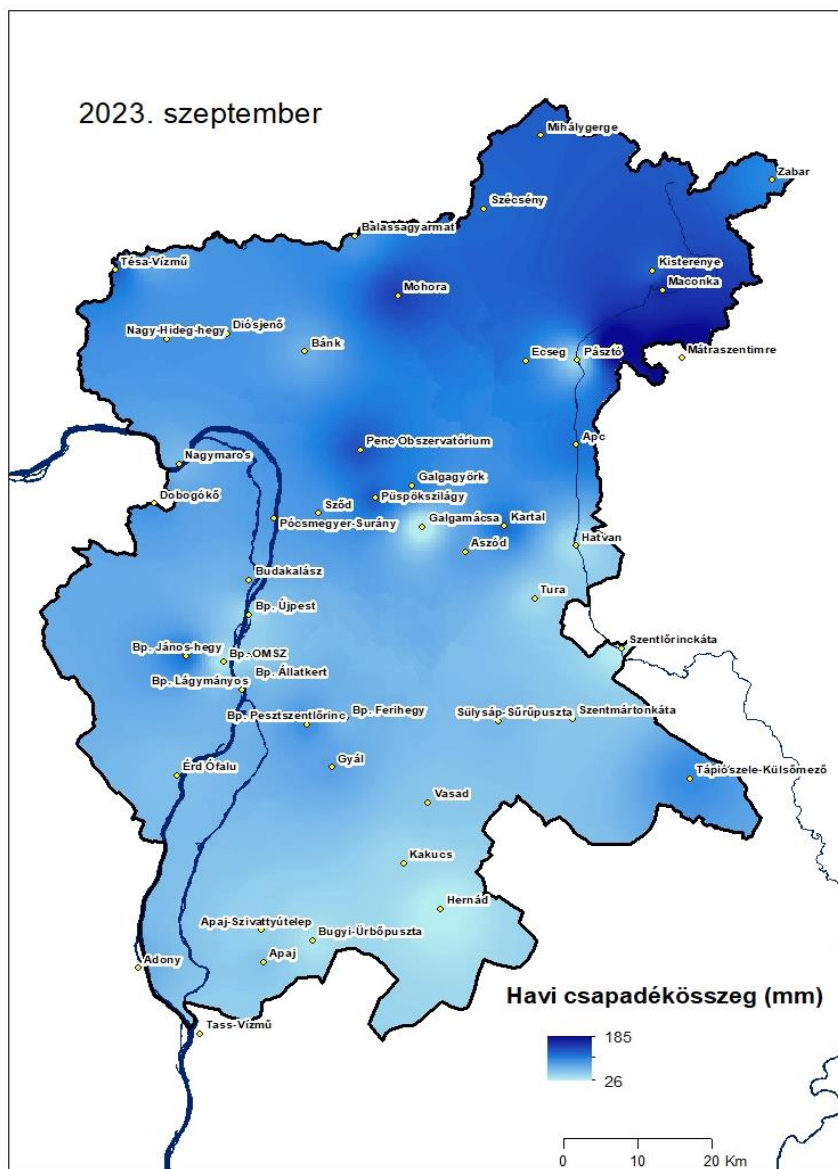 2023. szeptember
Mihálygerge
Zabar
Szécsény
Balassagyarmat
Tésa-Vízmű
Kisterenye
Maconka
Mohora
Nagy-Hideg-hegy
Diósjenő
Bánk
Ecseg
Pásztó
Mátraszentimre
Penc Obszervatórium
Apc
Nagymaros
Galgagyörk
Püspökszilágy
Dobogókő
Sződ
Pócsmegyer-Surány
Galgamácsa
Kartal
Aszód
Hatvan
Budakalász
Tura
Bp. Újpest
Szentlőrinckáta
Bp. János-hegy
Bp. OMSZ
Bp. Állatkert
Bp. Lágymányos
Bp. Pesztszentlőrinc
Bp. Ferihegy
Sülysáp-Sűrűpuszta
Szentmártonkáta
Érd Ófalu
Gyál
Tápiószele-Külsőmező
Vasad
Kakucs
Hernád
Apaj-Szivattyútelep
Bugyi-Ürbőpuszta
Apaj
Adony
Tass-Vízmű
Havi csapadékösszeg (mm)
185
26
0 10 20 Km